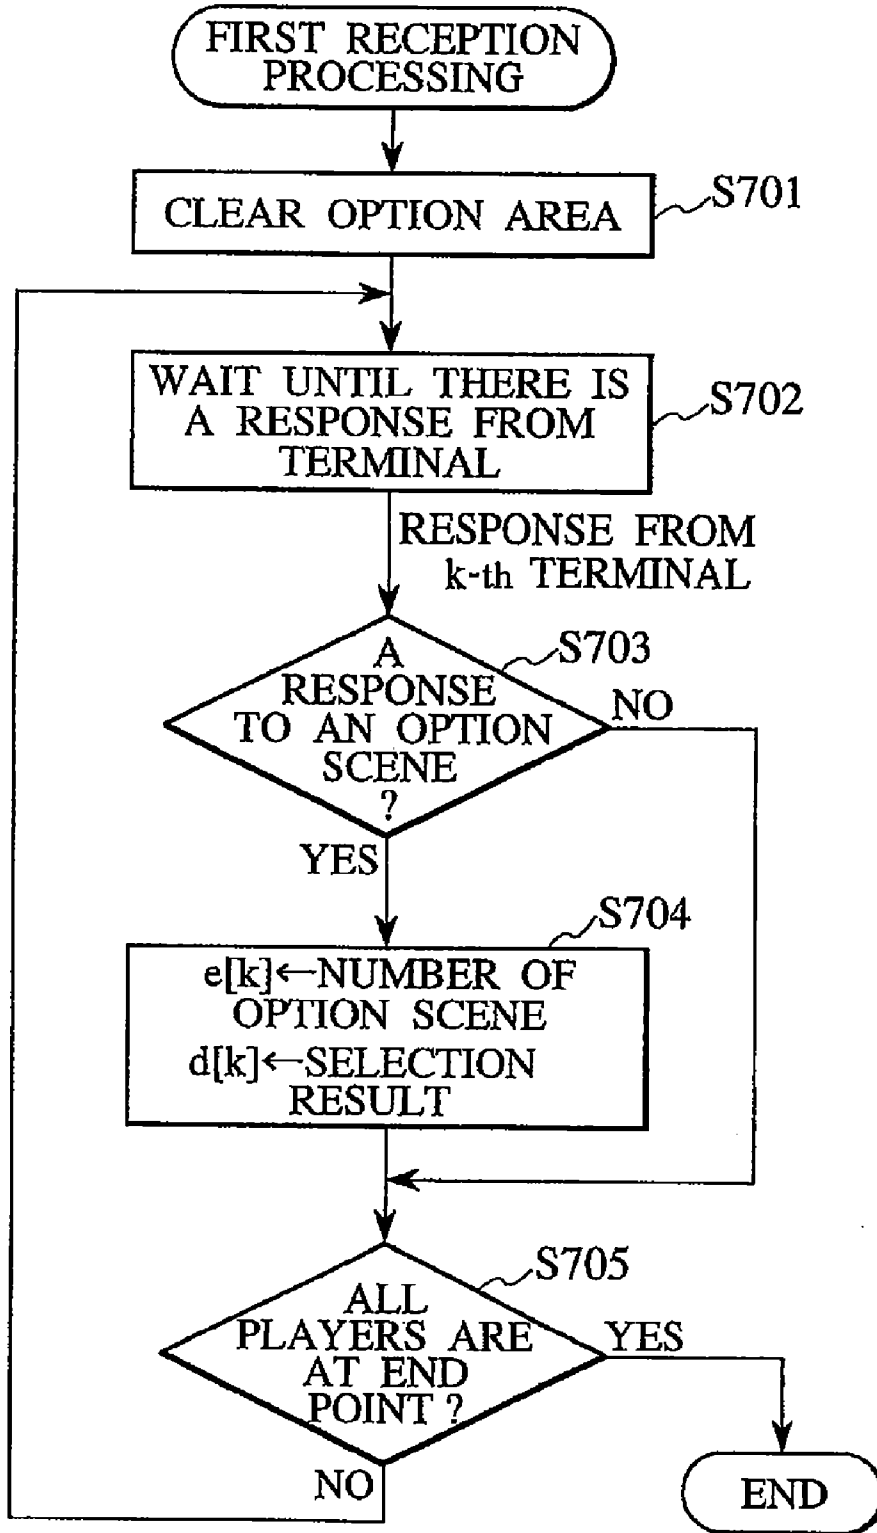 FIRST RECEPTION
PROCESSING
CLEAR OPTION AREA
S701
WAIT UNTIL THERE IS
A RESPONSE FROM
TERMINAL
S702
RESPONSE FROM
k-th TERMINAL
A
RESPONSE
TO AN OPTION
SCENE
?
S703
NO
YES
S704
e[k]←NUMBER OF
OPTION SCENE
d[k]←SELECTION
RESULT
S705
ALL
PLAYERS ARE
AT END
POINT ?
YES
NO
END